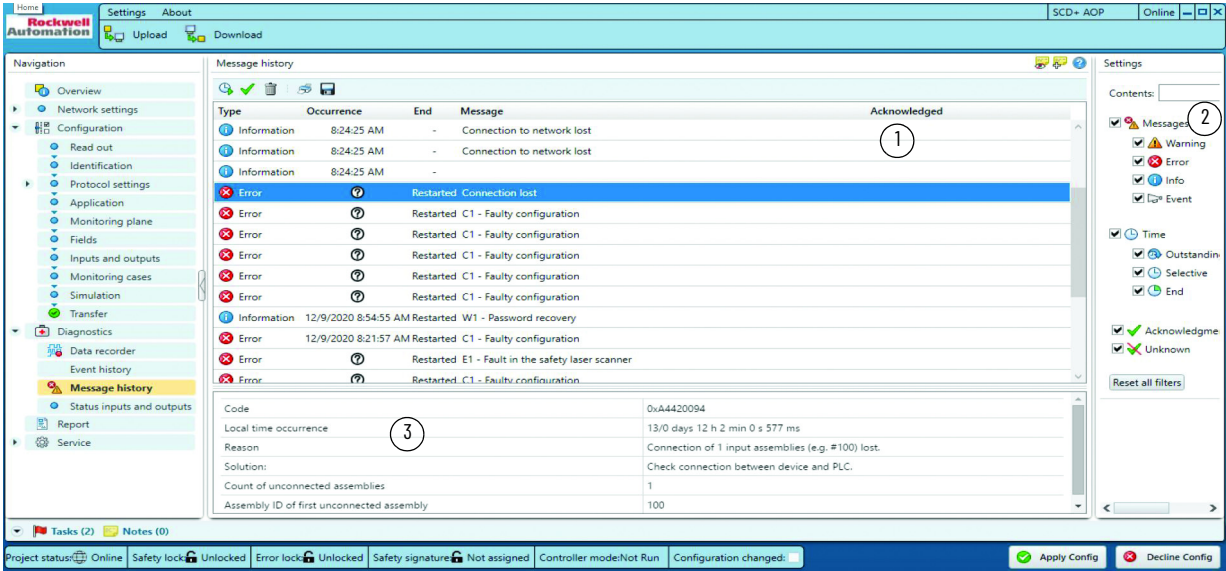 Home
Rockwell
Automation
Settings About
SCD+ AOP
Online
Upload
Download
Navigation
Overview
Network settings
Configuration
Read out
Identification
Protocol settings
Application
Monitoring plane
Fields
Inputs and outputs
Monitoring cases
Simulation
Transfer
Diagnostics
Data recorder
Event history
Message history
Status inputs and outputs
Report
Service
Message history
Type Occurrence End Message Acknowledged
Information 8:24:25 AM - Connection to network lost
Information 8:24:25 AM - Connection to network lost
Information 8:24:25 AM -
Error Restarted Connection lost
Error Restarted C1 - Faulty configuration
Error Restarted C1 - Faulty configuration
Error Restarted C1 - Faulty configuration
Error Restarted C1 - Faulty configuration
Error Restarted C1 - Faulty configuration
Information 12/9/2020 8:54:55 AM Restarted W1 - Password recovery
Error 12/9/2020 8:21:57 AM Restarted C1 - Faulty configuration
Error Restarted E1 - Fault in the safety laser scanner
Error Restarted C1 - Faulty configuration
1
Code 0xA4420094
Local time occurrence 13/0 days 12 h 2 min 0 s 577 ms
Reason Connection of 1 input assemblies (e.g. #100) lost.
Solution: Check connection between device and PLC.
Count of unconnected assemblies 1
Assembly ID of first unconnected assembly 100
3
Settings
Contents:
Messages
2
Warning
Error
Info
Event
Time
Outstandin
Selective
End
Acknowledgme
Unknown
Reset all filters
Tasks (2) Notes (0)
Project status: Online Safety lock: Unlocked Error lock: Unlocked Safety signature: Not assigned Controller mode:Not Run Configuration changed:
Apply Config
Decline Config